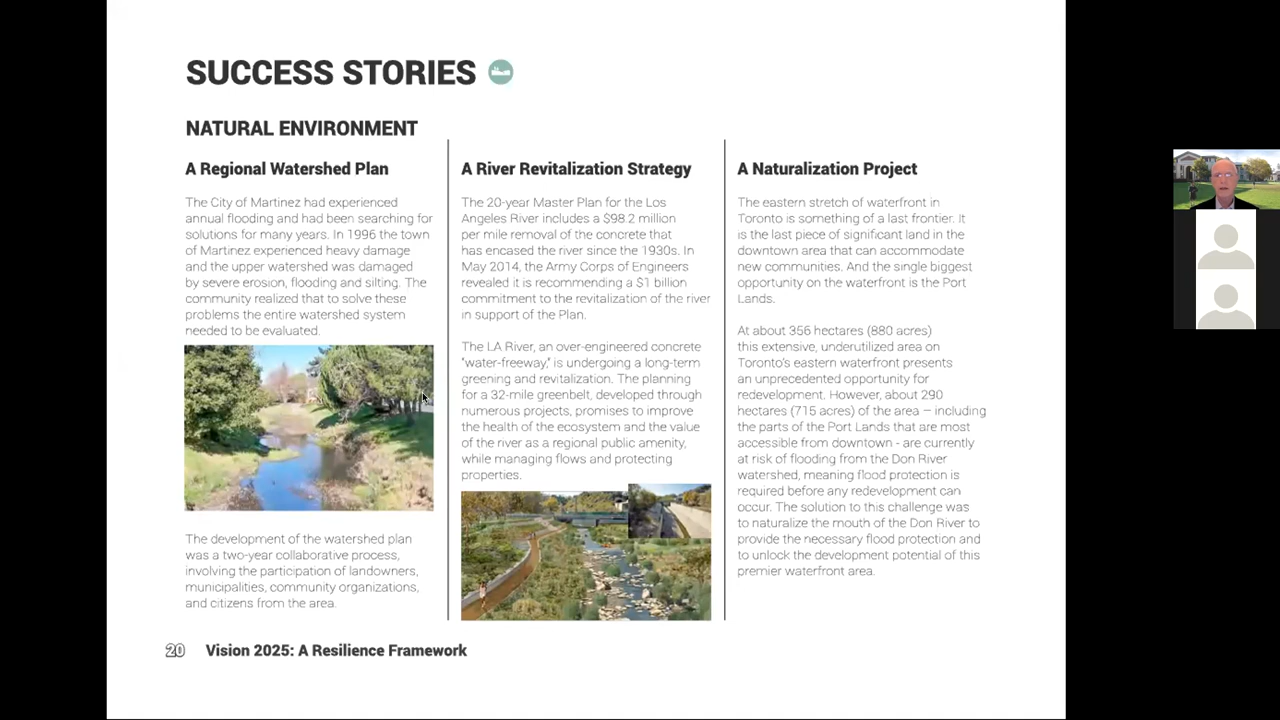 SUCCESS STORIES
NATURAL ENVIRONMENT
A Regional Watershed Plan
The City of Martinez had experienced
annual flooding and had been searching for
solutions for many years. In 1996 the town
of Martinez experienced heavy damage
and the upper watershed was damaged
by severe erosion, flooding and silting. The
community realized that to solve these
problems the entire watershed system
needed to be evaluated.
The development of the watershed plan
was a two-year collaborative process,
involving the participation of landowners,
municipalities, community organizations,
and citizens from the area.
A River Revitalization Strategy
The 20-year Master Plan for the Los
Angeles River includes a $98.2 million
per mile removal of the concrete that
has encased the river since the 1930s. In
May 2014, the Army Corps of Engineers
revealed it is recommending a $1 billion
commitment to the revitalization of the river
in support of the Plan.
The LA River, an over-engineered concrete
"water-freeway," is undergoing a long-term
greening and revitalization. The planning
for a 32-mile greenbelt, developed through
numerous projects, promises to improve
the health of the ecosystem and the value
of the river as a regional public amenity,
while managing flows and protecting
properties.
A Naturalization Project
The eastern stretch of waterfront in
Toronto is something of a last frontier. It
is the last piece of significant land in the
downtown area that can accommodate
new communities. And the single biggest
opportunity on the waterfront is the Port
Lands.
At about 356 hectares (880 acres)
this extensive, underutilized area on
Toronto's eastern waterfront presents
an unprecedented opportunity for
redevelopment. However, about 290
hectares (715 acres) of the area – including
the parts of the Port Lands that are most
accessible from downtown - are currently
at risk of flooding from the Don River
watershed, meaning flood protection is
required before any redevelopment can
occur. The solution to this challenge was
to naturalize the mouth of the Don River to
provide the necessary flood protection and
to unlock the development potential of this
premier waterfront area.
20 Vision 2025: A Resilience Framework